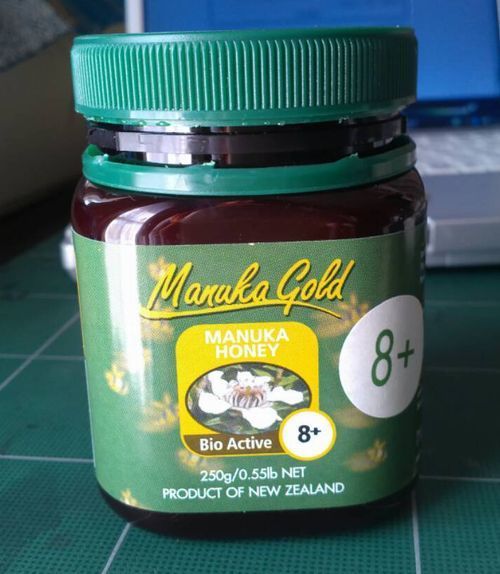 Manuka Gold
MANUKA
HONEY
8+
Bio Active
8+
250g/0.55lb NET
PRODUCT OF NEW ZEALAND